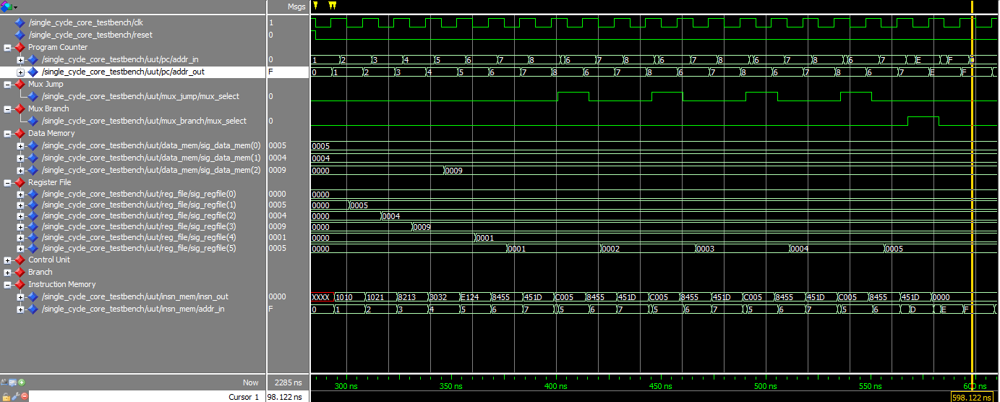 Msgs
/single_cycle_core_testbench/clk 1
/single_cycle_core_testbench/reset 0
Program Counter
/single_cycle_core_testbench/uut/pc/addr_in 0 1 2 3 4 5 6 7 8 6 7 8 6 7 8 6 7 8 6 7 E F
/single_cycle_core_testbench/uut/pc/addr_out F 0 1 2 3 4 5 6 7 8 6 7 8 6 7 8 6 7 8 6 7 E F
Mux Jump
/single_cycle_core_testbench/uut/mux_jump/mux_select 0
Mux Branch
/single_cycle_core_testbench/uut/mux_branch/mux_select 0
Data Memory
/single_cycle_core_testbench/uut/data_mem/sig_data_mem(0) 0005 0005
/single_cycle_core_testbench/uut/data_mem/sig_data_mem(1) 0004 0004
/single_cycle_core_testbench/uut/data_mem/sig_data_mem(2) 0009 0000 0009
Register File
/single_cycle_core_testbench/uut/reg_file/sig_regfile(0) 0000 0000
/single_cycle_core_testbench/uut/reg_file/sig_regfile(1) 0005 0000 0005
/single_cycle_core_testbench/uut/reg_file/sig_regfile(2) 0004 0000 0004
/single_cycle_core_testbench/uut/reg_file/sig_regfile(3) 0009 0000 0009
/single_cycle_core_testbench/uut/reg_file/sig_regfile(4) 0001 0000 0001
/single_cycle_core_testbench/uut/reg_file/sig_regfile(5) 0005 0000 0001 0002 0003 0004 0005
Control Unit
Branch
Instruction Memory
/single_cycle_core_testbench/uut/insn_mem/insn_out 0000 XXXX 1010 1021 8213 3032 E124 8455 451D C005 8455 451D C005 8455 451D C005 8455 451D C005 8455 451D 0000
/single_cycle_core_testbench/uut/insn_mem/addr_in F 0 1 2 3 4 5 6 7 5 6 7 5 6 7 5 6 7 5 6 D E F
Now 2285 ns 300 ns 350 ns 400 ns 450 ns 500 ns 550 ns 600 ns
Cursor 1 98.122 ns 598.122 ns